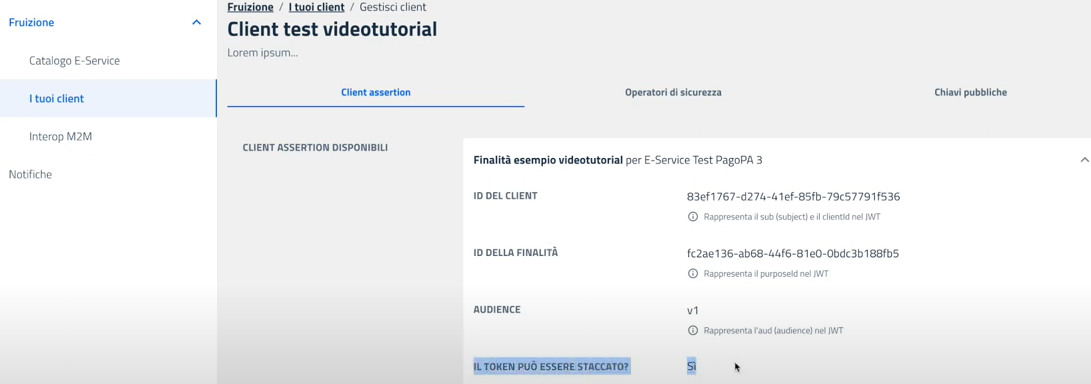 Fruizione
Catalogo E-Service
I tuoi client
Interop M2M
Notifiche
Fruizione / I tuoi client / Gestisci client
Client test videotutorial
Lorem ipsum...
Client assertion
Operatori di sicurezza
Chiavi pubbliche
CLIENT ASSERTION DISPONIBILI
Finalità esempio videotutorial per E-Service Test PagoPA 3
ID DEL CLIENT
83ef1767-d274-41ef-85fb-79c57791f536
Rappresenta il sub (subject) e il clientId nel JWT
ID DELLA FINALITÀ
fc2ae136-ab68-44f6-81e0-0bdc3b188fb5
Rappresenta il purposeId nel JWT
AUDIENCE
v1
Rappresenta l'aud (audience) nel JWT
IL TOKEN PUÒ ESSERE STACCATO?
Sì